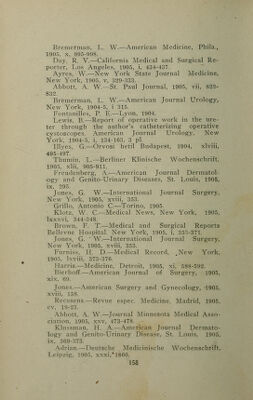 Bremerman, L. W.—American Medicine, Phila.,
1905, x, 995-998.
Day, R. V.—California Medical and Surgical Re-
porter, Los Angeles, 1905, i, 434-437.
Ayres, W.—New York State Journal Medicine,
New York, 1905, v, 329-333.
Abbott, A. W.—St. Paul Journal, 1905, vii, 829-
832.
Bremerman, L. W.—American Journal Urology,
New York, 1904-5, i 315.
Fontanilles, P. E.—Lyon, 1904.
Lewis, B.—Report of operative work in the ure-
ter through the author's catheterizing operative
cystoscopes. American Journal Urology. New
York, 1904-5, i, 134-161, 3 pl.
Illyes, G.—Orvosi hetil Budapest, 1904, xlviii,
495-497.
Thumin, L.—Berliner Klinische Wochenschrift,
1905, xlii, 905-911.
Freudenberg, A.—American Journal Dermatol-
ogy and Genito-Urinary Diseases, St. Louis, 1905,
ix, 295.
Jones, G. W.—International Journal Surgery,
New York, 1905, xviii, 353.
Grillo, Antonio C—Torino, 1905
Klotz, W. C.—Medical News, New York, 1905,
lxxxvi, 344-348.
Brown, F. T.—Medical and Surgical Reports
Bellevue Hospital, New York, 1905, i, 355-371.
Jones, G. W.—International Journal Surgery,
New York, 1905, xviii, 353.
Furniss, H. D.—Medical Record, New York,
1905, lxviii, 373-376.
Harris.—Medicine, Detroit, 1905, xi, 588-592.
Bierhoff.—American Journal of Surgery, 1905,
xix, 69.
Jones.—American Surgery and Gynecology, 1905,
xviii, 158.
Recasens.—Revue espec. Medicine, Madrid, 1905,
cv, 18-23.
Abbott, A. W.—Journal Minnesota Medical Asso-
ciation, 1905, xxv, 473-478.
Klussman, H. A.—American Journal Dermato-
logy and Genito-Urinary Disease, St. Louis, 1905,
ix, 369-373.
Adrian.—Deutsche Medicinische Wochenschrift,
Leipzig, 1905, xxxi, 1866.
158